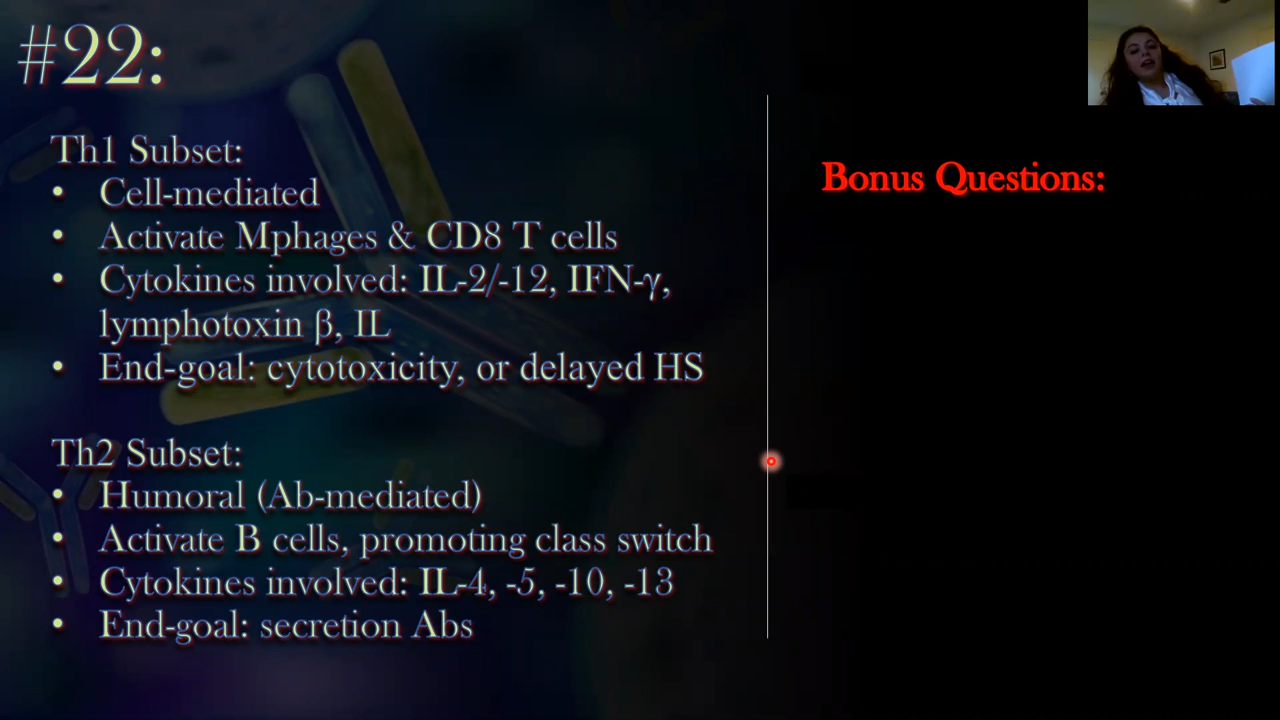 #22:
Th1 Subset:
• Cell-mediated
• Activate Mphages & CD8 T cells
• Cytokines involved: IL-2/-12, IFN-γ,
lymphotoxin β, IL
• End-goal: cytotoxicity, or delayed HS
Th2 Subset:
• Humoral (Ab-mediated)
• Activate B cells, promoting class switch
• Cytokines involved: IL-4, -5, -10, -13
• End-goal: secretion Abs
Bonus Questions: